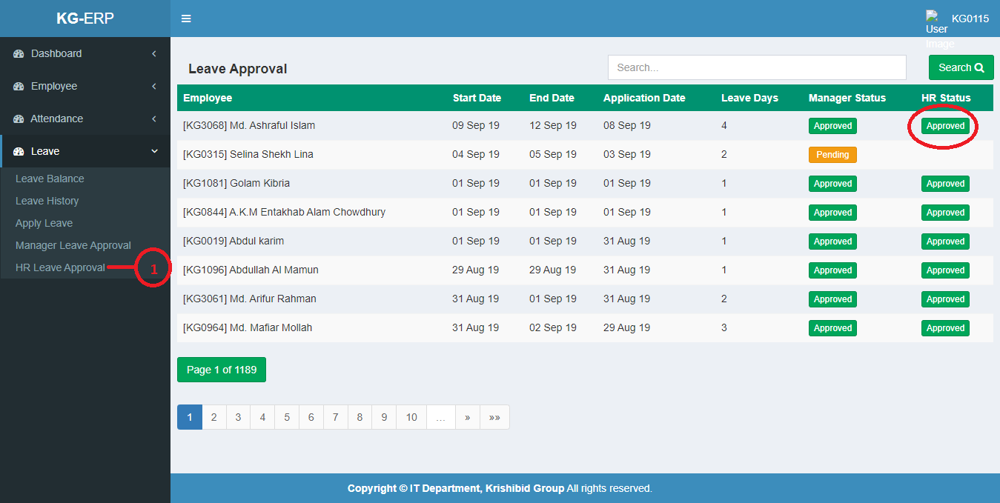 KG-ERP
User Image
KG0115
Dashboard
Employee
Attendance
Leave
Leave Balance
Leave History
Apply Leave
Manager Leave Approval
HR Leave Approval
1
Leave Approval
Search...
Search
Employee Start Date End Date Application Date Leave Days Manager Status HR Status
[KG3068] Md. Ashraful Islam 09 Sep 19 12 Sep 19 08 Sep 19 4 Approved Approved
[KG0315] Selina Shekh Lina 04 Sep 19 05 Sep 19 03 Sep 19 2 Pending
[KG1081] Golam Kibria 01 Sep 19 01 Sep 19 01 Sep 19 1 Approved Approved
[KG0844] A.K.M Entakhab Alam Chowdhury 01 Sep 19 01 Sep 19 01 Sep 19 1 Approved Approved
[KG0019] Abdul karim 01 Sep 19 01 Sep 19 31 Aug 19 1 Approved Approved
[KG1096] Abdullah Al Mamun 29 Aug 19 29 Aug 19 31 Aug 19 1 Approved Approved
[KG3061] Md. Arifur Rahman 31 Aug 19 01 Sep 19 31 Aug 19 2 Approved Approved
[KG0964] Md. Mafiar Mollah 31 Aug 19 02 Sep 19 29 Aug 19 3 Approved Approved
Page 1 of 1189
1 2 3 4 5 6 7 8 9 10 ... » »»
Copyright © IT Department, Krishibid Group All rights reserved.